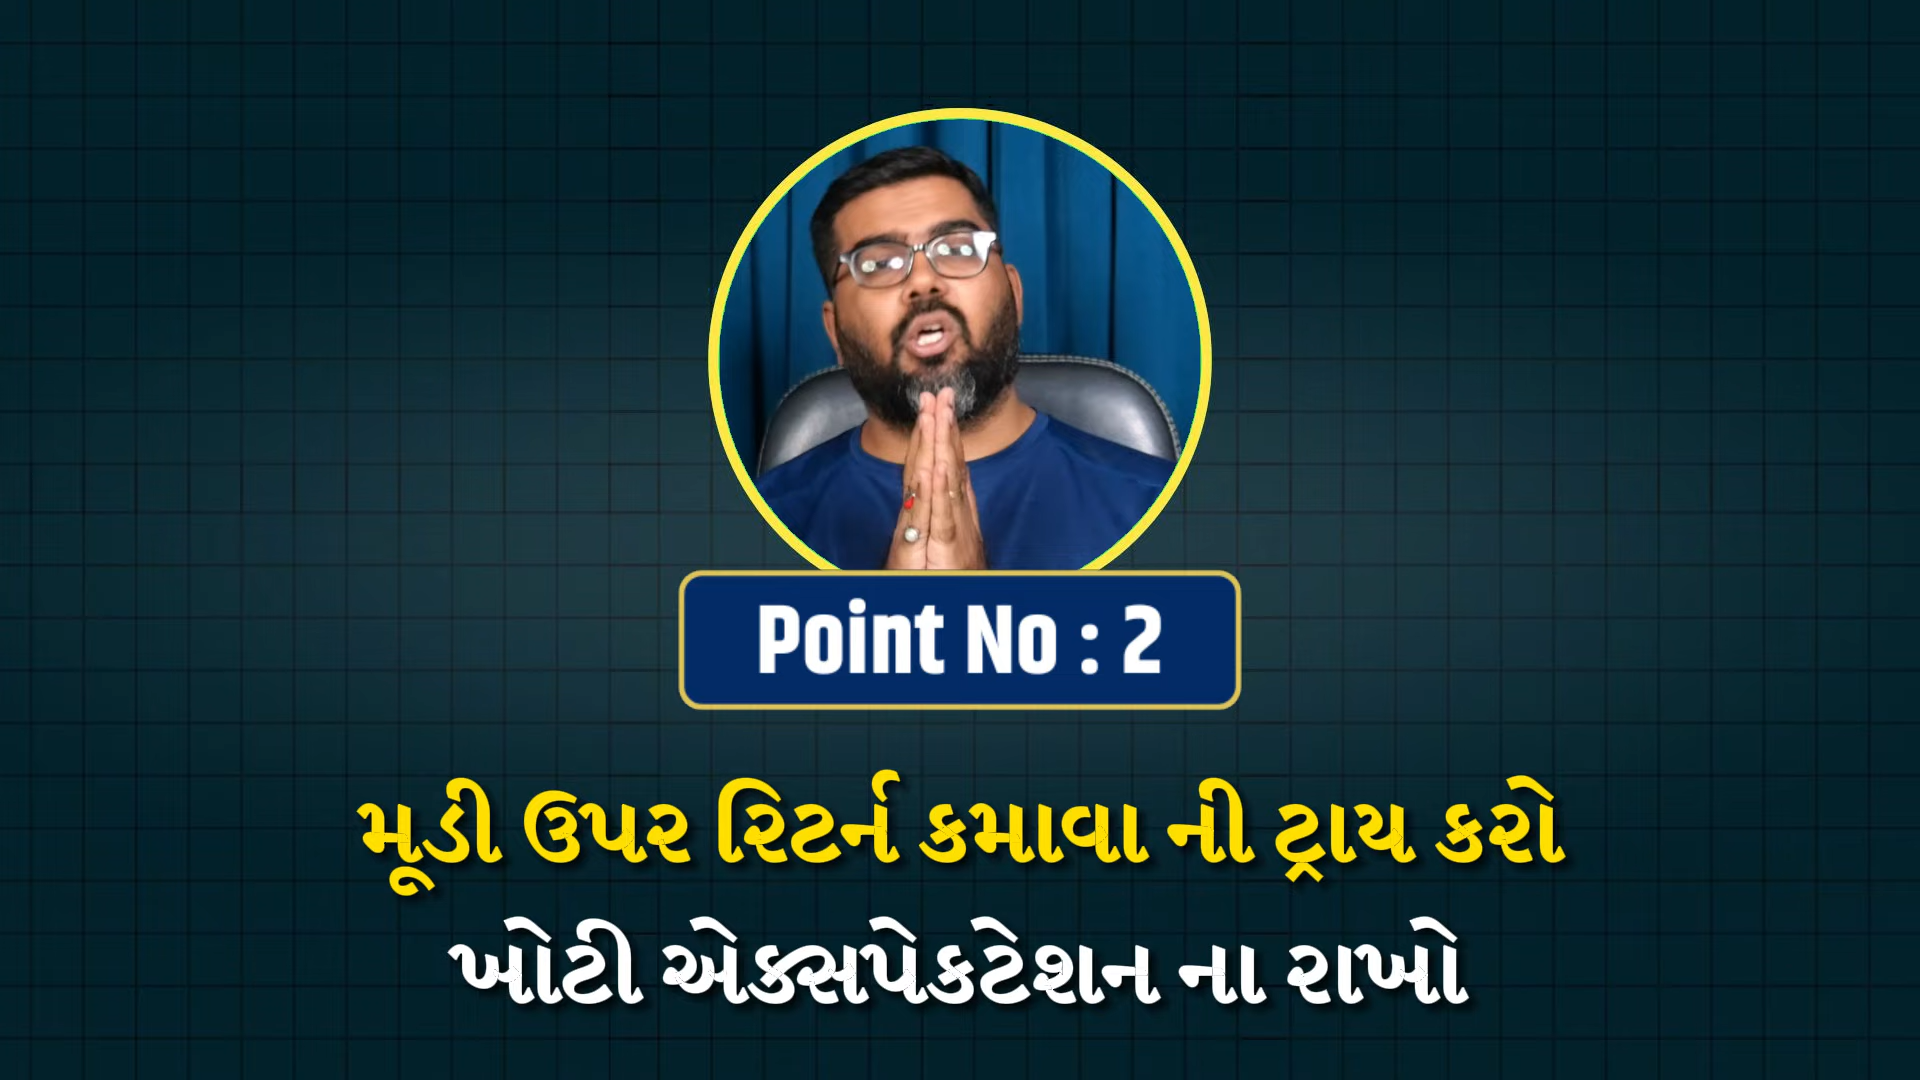 Point No : 2
મૂડી ઉપર રિટર્ન કમાવા ની ટ્રાય કરો
ખોટી એક્સપેકટેશન ના રાખો